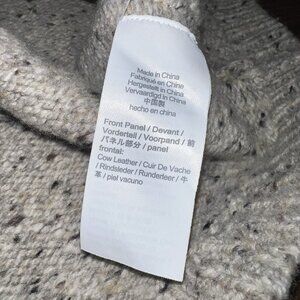 Made in China
Fabriqué en China
Hergestellt in China
Vervaardigd in China
中国製
hecho en china
Front Panel / Devant /
Vorderteil / Voorpand / 前
パネル部分 / panel
frontal:
Cow Leather / Cuir De Vache
/ Rindsleder / Runderleer / 牛
革 / piel vacuno